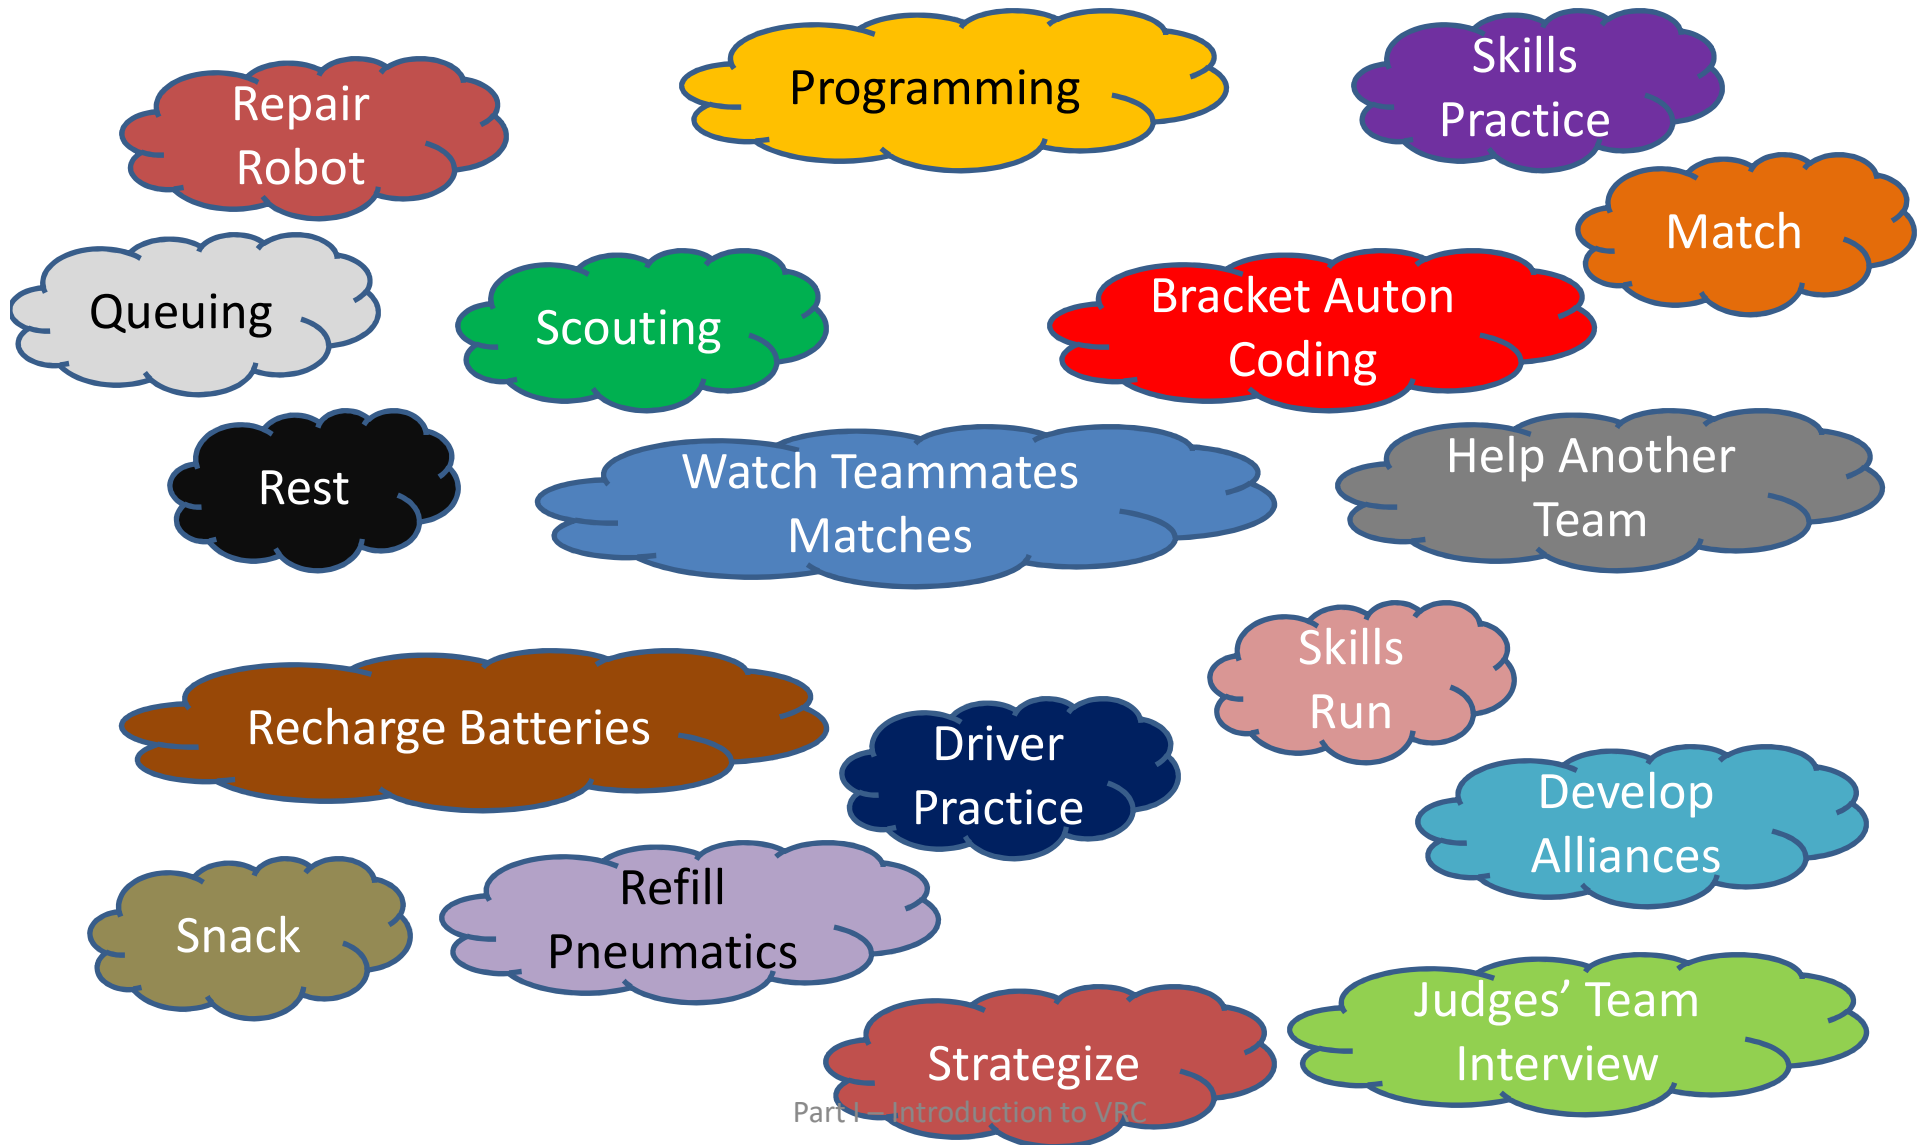 Repair
Robot
Programming
Skills
Practice
Match
Queuing
Scouting
Bracket Auton
Coding
Rest
Watch Teammates
Matches
Help Another
Team
Skills
Run
Recharge Batteries
Driver
Practice
Develop
Alliances
Snack
Refill
Pneumatics
Strategize
Judges’ Team
Interview
Part I – Introduction to VRC